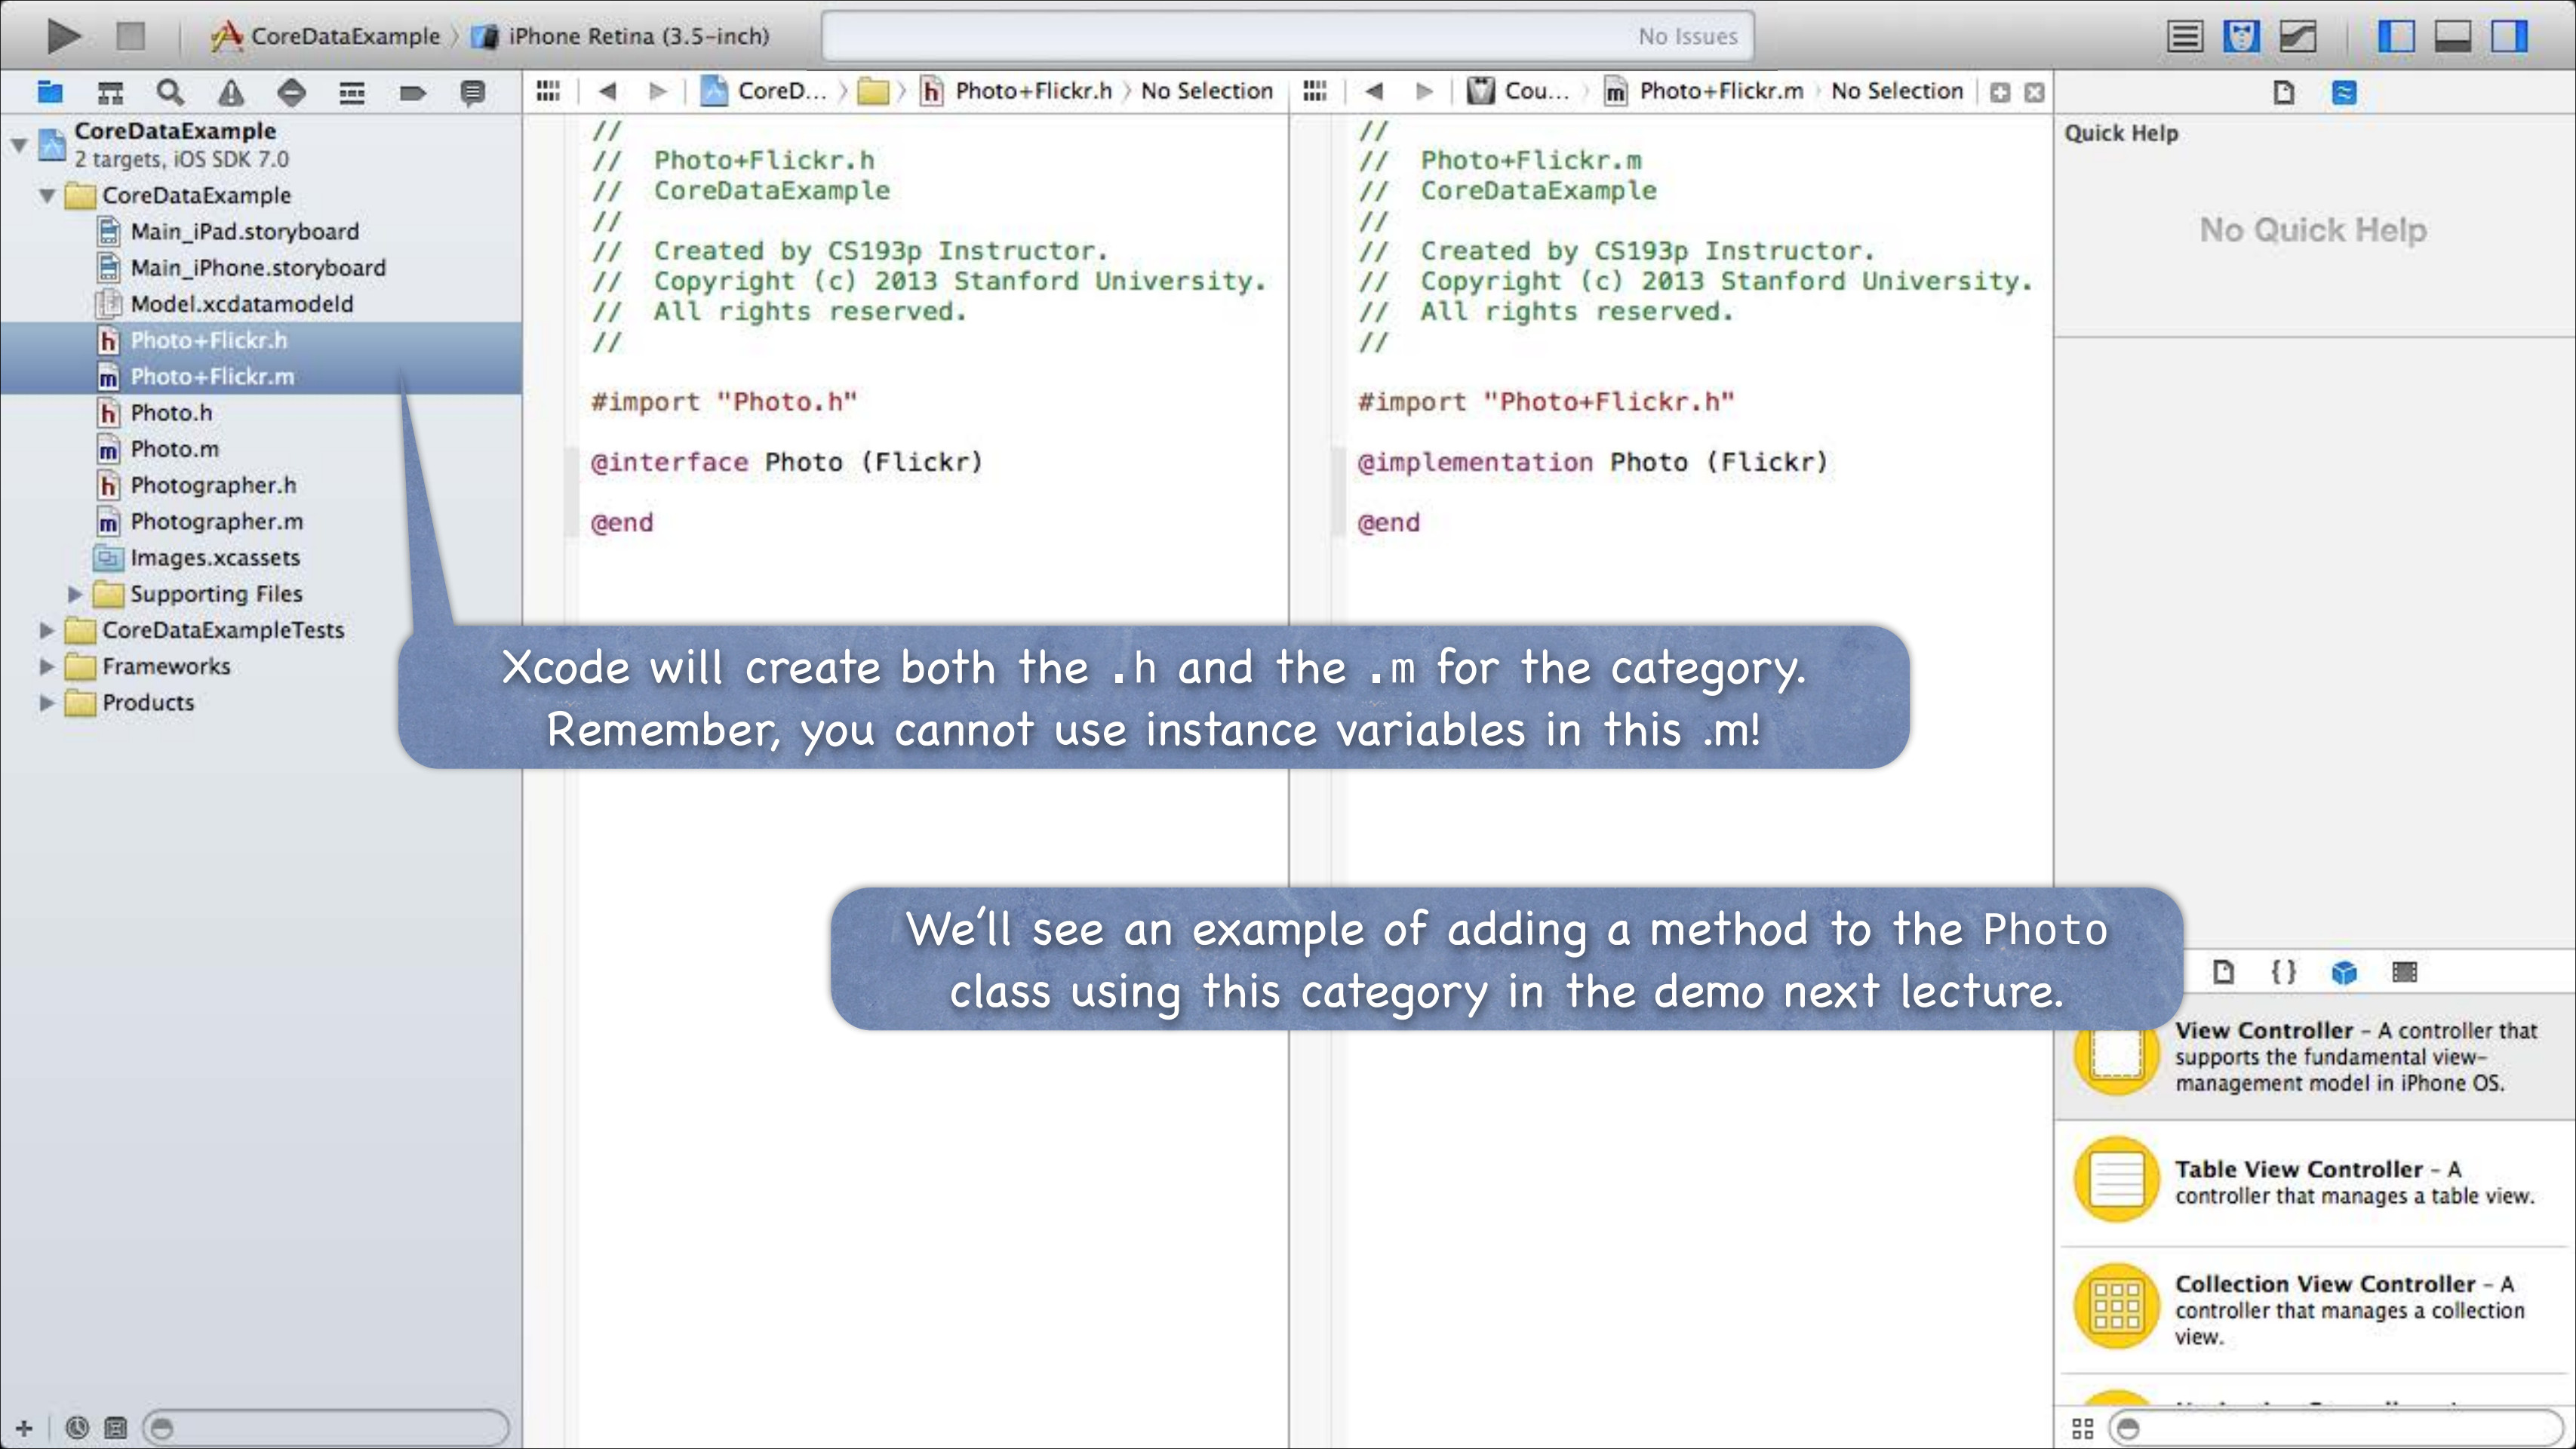 CoreDataExample 〉 iPhone Retina (3.5-inch)
No Issues
CoreDataExample
2 targets, iOS SDK 7.0
CoreDataExample
Main_iPad.storyboard
Main_iPhone.storyboard
Model.xcdatamodeld
Photo+Flickr.h
Photo+Flickr.m
Photo.h
Photo.m
Photographer.h
Photographer.m
Images.xcassets
Supporting Files
CoreDataExampleTests
Frameworks
Products
CoreD... 〉 〉 h Photo+Flickr.h 〉 No Selection
//
// Photo+Flickr.h
// CoreDataExample
//
// Created by CS193p Instructor.
// Copyright (c) 2013 Stanford University.
// All rights reserved.
//
#import "Photo.h"
@interface Photo (Flickr)
@end
Cou... 〉 m Photo+Flickr.m 〉 No Selection
//
// Photo+Flickr.m
// CoreDataExample
//
// Created by CS193p Instructor.
// Copyright (c) 2013 Stanford University.
// All rights reserved.
//
#import "Photo+Flickr.h"
@implementation Photo (Flickr)
@end
Xcode will create both the .h and the .m for the category.
Remember, you cannot use instance variables in this .m!
We'll see an example of adding a method to the Photo
class using this category in the demo next lecture.
Quick Help
No Quick Help
{ }
View Controller – A controller that
supports the fundamental view-
management model in iPhone OS.
Table View Controller – A
controller that manages a table view.
Collection View Controller – A
controller that manages a collection
view.